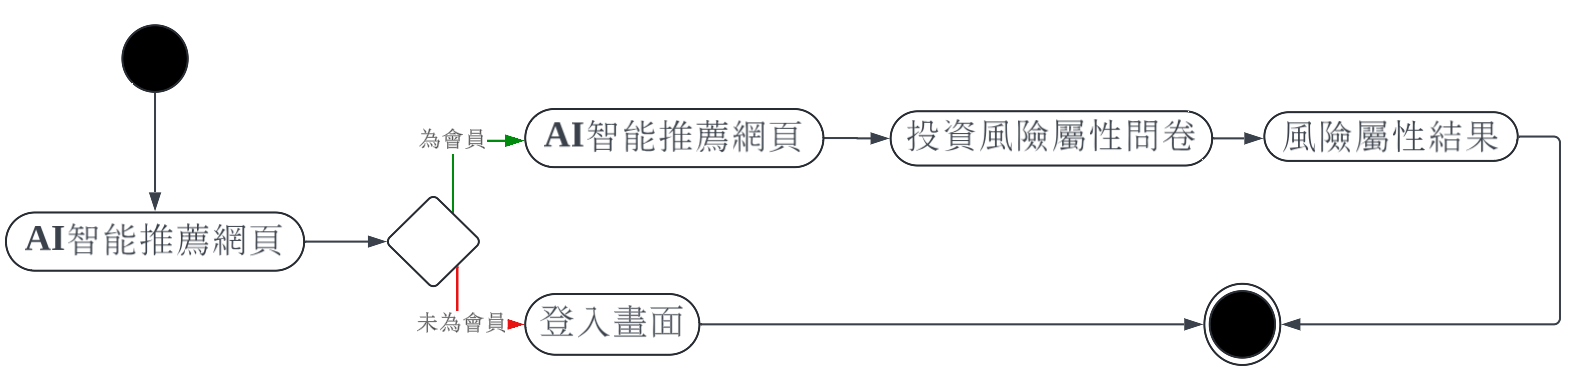 為會員
AI智能推薦網頁
投資風險屬性問卷
風險屬性結果
AI智能推薦網頁
未為會員
登入畫面